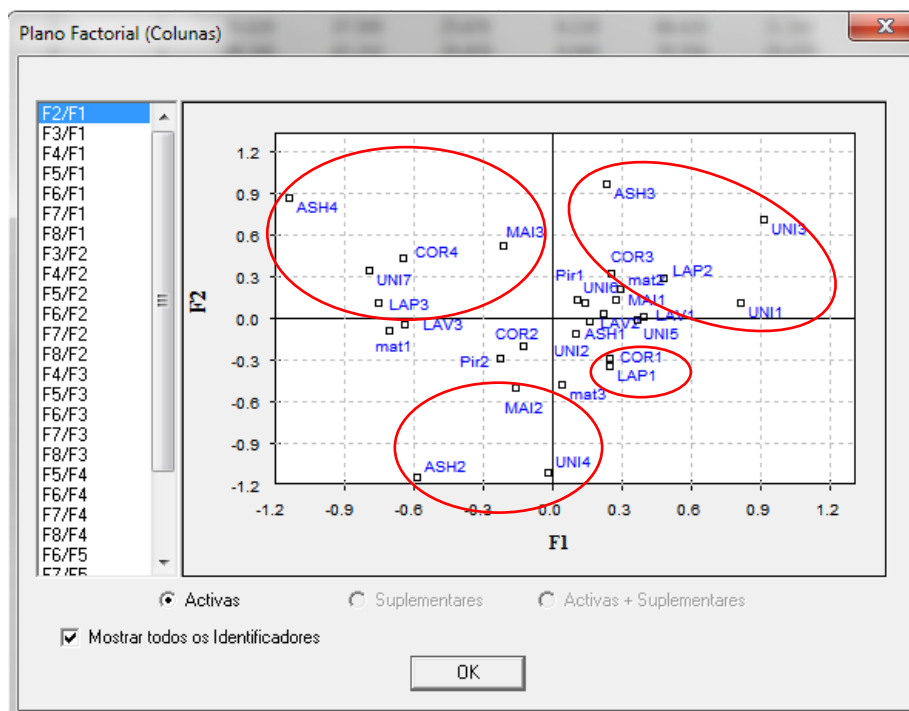 Plano Factorial (Colunas)
X
F2/F1
F3/F1
F4/F1
F5/F1
F6/F1
F7/F1
F8/F1
F3/F2
F4/F2
F5/F2
F6/F2
F7/F2
F8/F2
F4/F3
F5/F3
F6/F3
F7/F3
F8/F3
F5/F4
F6/F4
F7/F4
F8/F4
F6/F5
F7/F5
F2
1.2
0.9
0.6
0.3
0.0
-0.3
-0.6
-0.9
-1.2
ASH4
ASH3
UNI3
MAI3
COR4
COR3
UNI7
Pir1
UNI6
mat2
LAP2
LAP3
MAI1
UNI1
LAV3
LAV2
LAV1
mat1
COR2
ASH1
UNI5
Pir2
UNI2
COR1
LAP1
MAI2
mat3
ASH2
UNI4
-1.2 -0.9 -0.6 -0.3 0.0 0.3 0.6 0.9 1.2
F1
Activas Suplementares Activas + Suplementares
Mostrar todos os Identificadores
OK